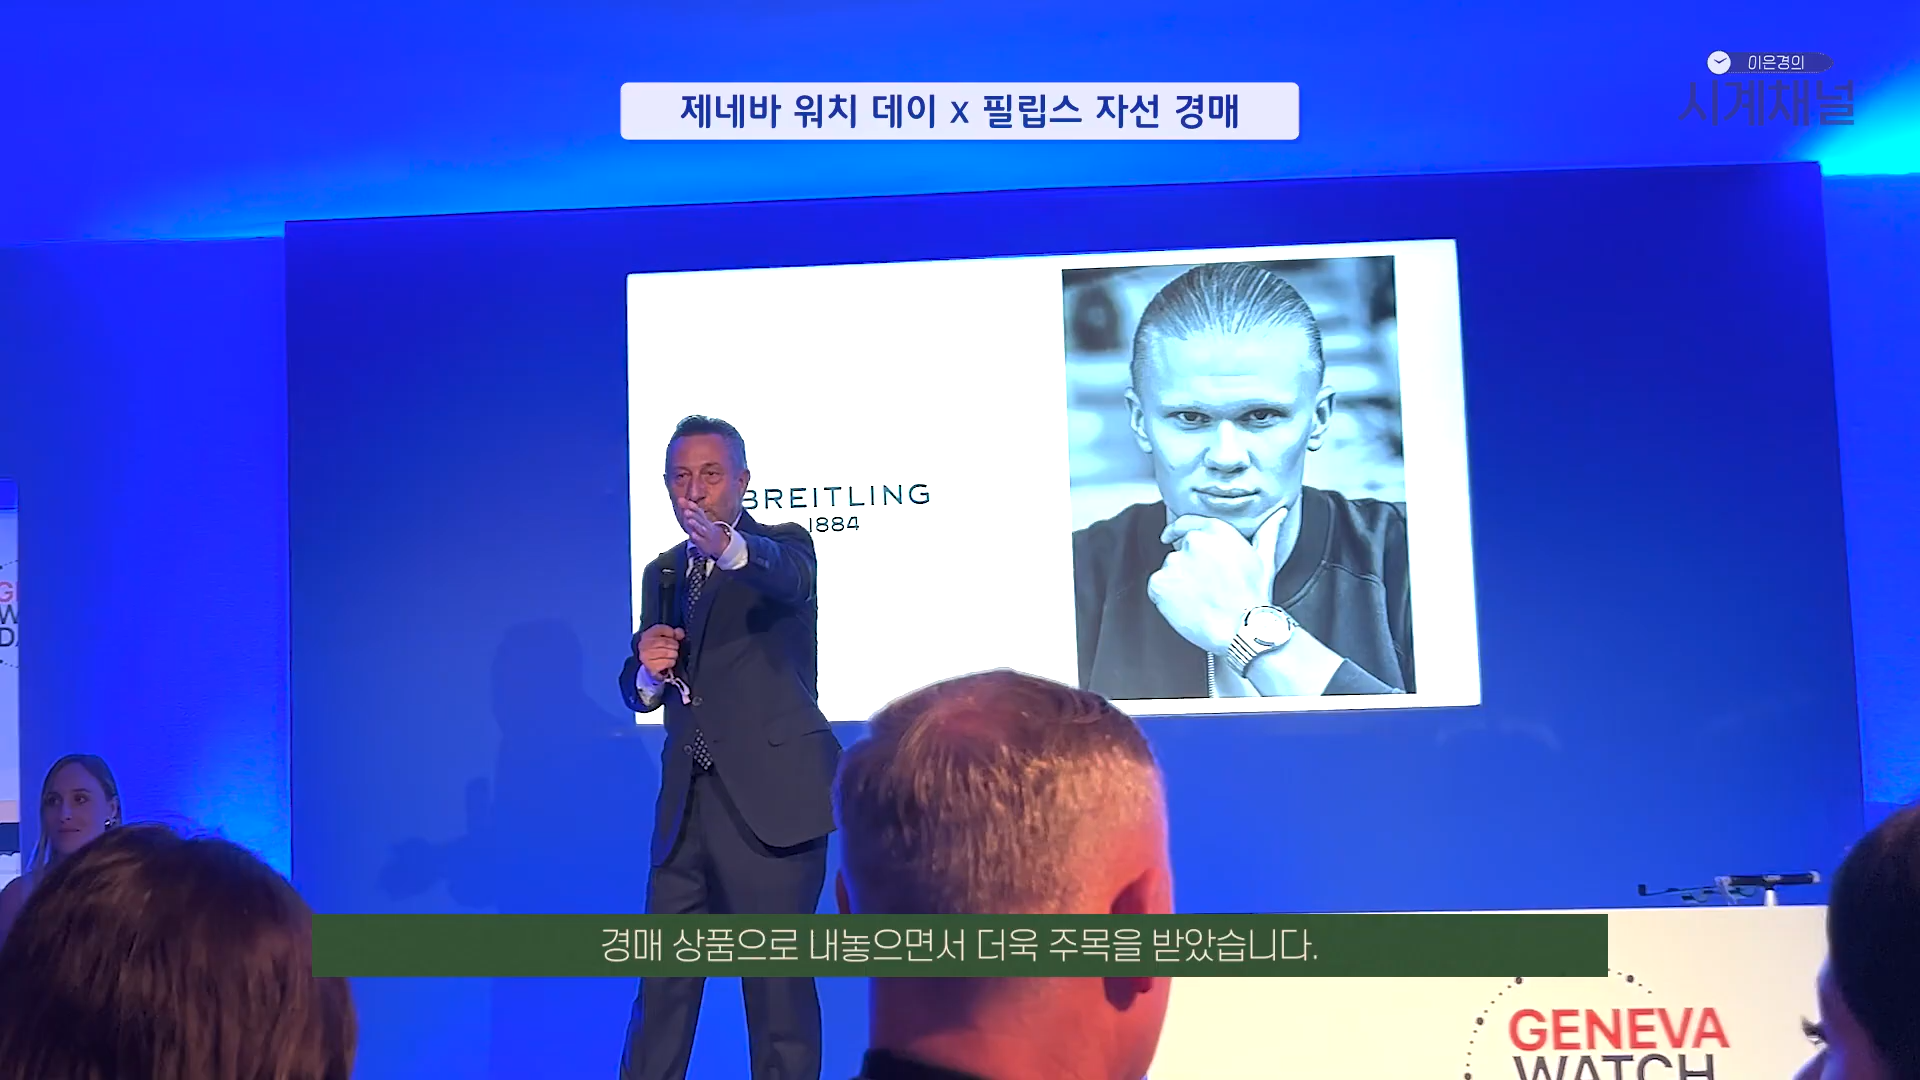 이은경의
시계채널
제네바 워치 데이 x 필립스 자선 경매
BREITLING
1884
경매 상품으로 내놓으면서 더욱 주목을 받았습니다.
GENEVA
WATCH